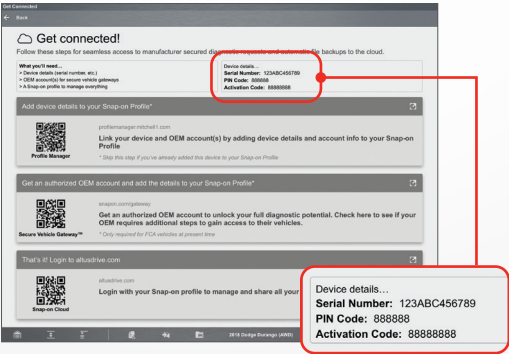 Get Connected
Back
Get connected!
Follow these steps for seamless access to manufacturer secured diagnostic requests and automatic file backups to the cloud.
What you'll need...
> Device details (serial number, etc.)
> OEM account(s) for secure vehicle gateways
> A Snap-on profile to manage everything
Device details...
Serial Number: 123ABC456789
PIN Code: 888888
Activation Code: 88888888
Add device details to your Snap-on Profile*
profilemanager.mitchell1.com
Link your device and OEM account(s) by adding device details and account info to your Snap-on
Profile
Profile Manager
* Skip this step if you've already added this device to your Snap-on Profile
Get an authorized OEM account and add the details to your Snap-on Profile*
snapon.com/gateway
Get an authorized OEM account to unlock your full diagnostic potential. Check here to see if your
OEM requires additional steps to gain access to their vehicles.
Secure Vehicle Gateway™
* Only required for FCA vehicles at present time
That's it! Login to altusdrive.com
altusdrive.com
Login with your Snap-on profile to manage and share all your
Snap-on Cloud
2018 Dodge Durango (AWD)
Device details...
Serial Number: 123ABC456789
PIN Code: 888888
Activation Code: 88888888